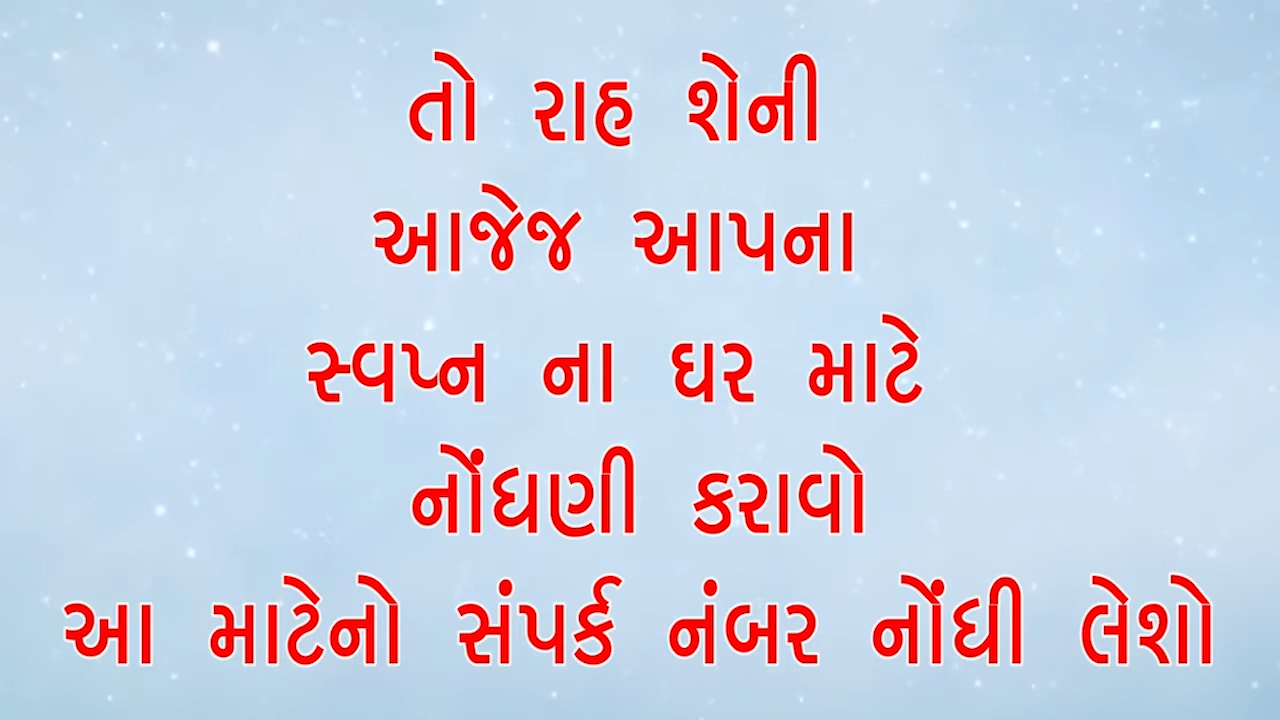 તો રાહ શેની
આજેજ આપના
સ્વપ્ન ના ઘર માટે
નોંધણી કરાવો
આ માટેનો સંપર્ક નંબર નોંધી લેશો